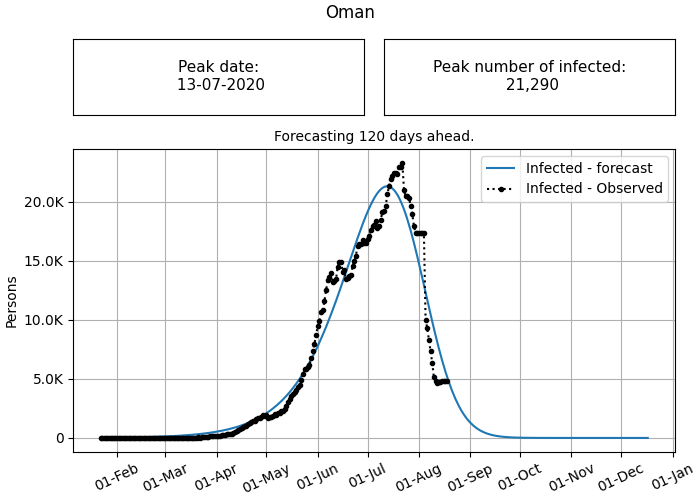 Oman
Peak date:
13-07-2020
Peak number of infected:
21,290
Forecasting 120 days ahead.
Infected - forecast
Infected - Observed
Persons
20.0K
15.0K
10.0K
5.0K
0
01-Feb
01-Mar
01-Apr
01-May
01-Jun
01-Jul
01-Aug
01-Sep
01-Oct
01-Nov
01-Dec
01-Jan